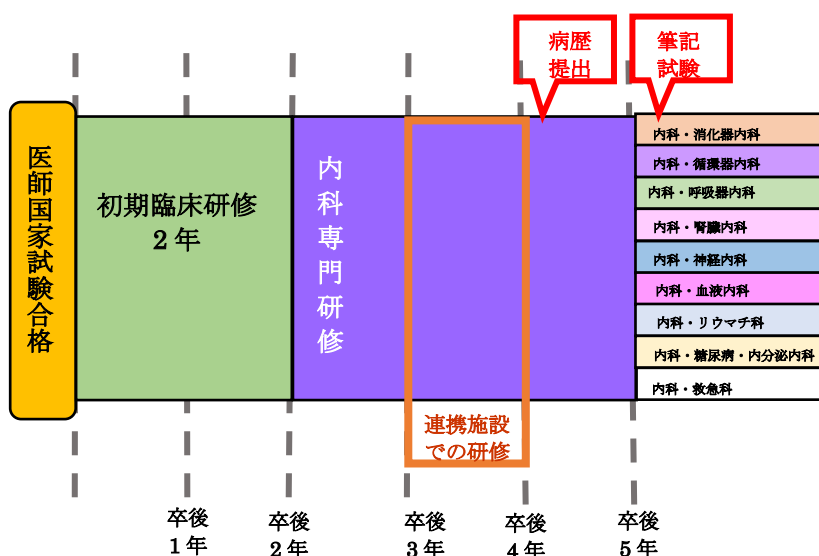 病歴
提出
筆記
試験
医師国家試験合格
初期臨床研修
2年
内科専門研修
内科・消化器内科
内科・循環器内科
内科・呼吸器内科
内科・腎臓内科
内科・神経内科
内科・血液内科
内科・リウマチ科
内科・糖尿病・内分泌内科
内科・救急科
連携施設
での研修
卒後
1年
卒後
2年
卒後
3年
卒後
4年
卒後
5年